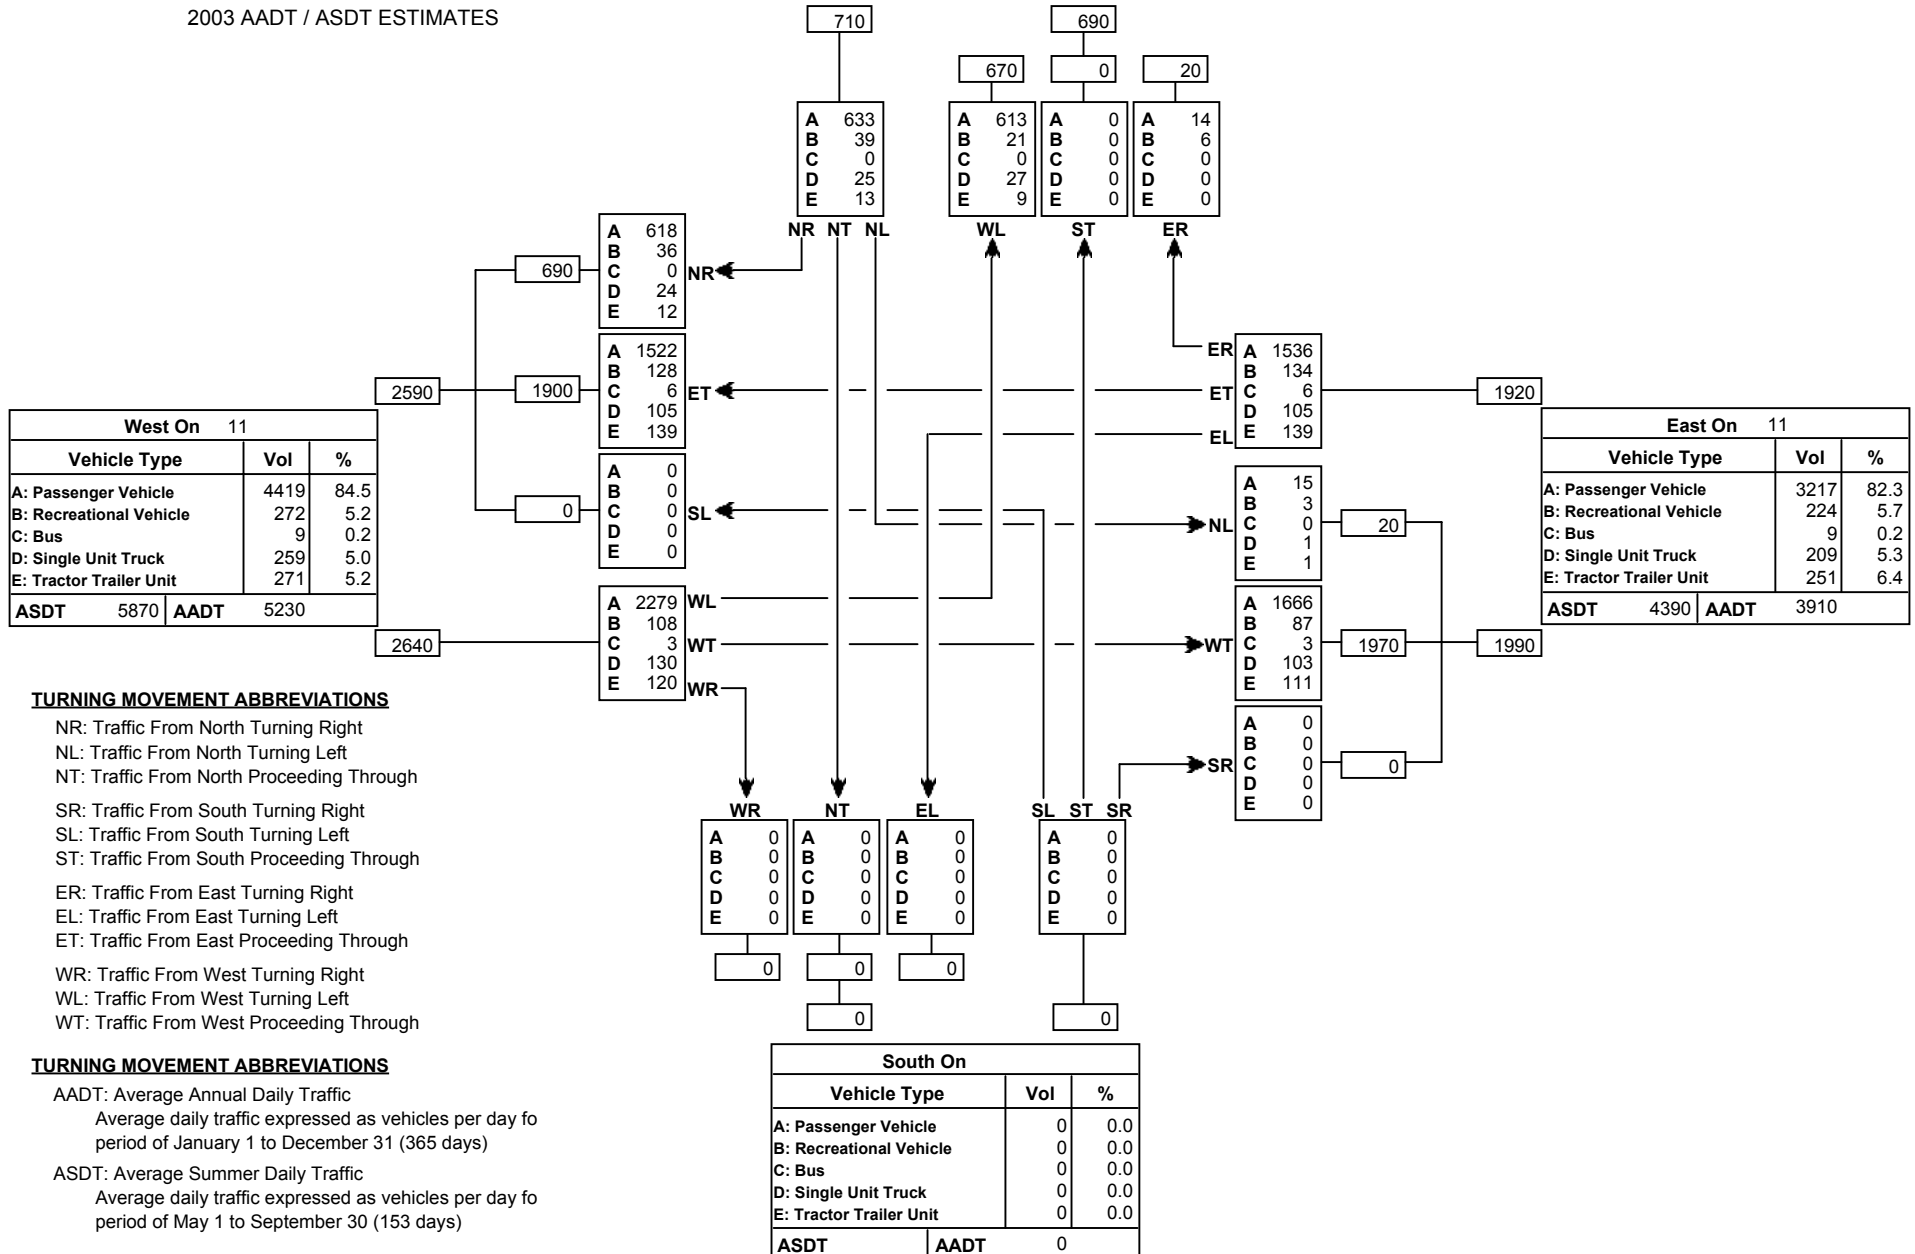 2003 AADT / ASDT ESTIMATES
710
690
670
0
20
A 633
B 39
C 0
D 25
E 13
A 613
B 21
C 0
D 27
E 9
A 0
B 0
C 0
D 0
E 0
A 14
B 6
C 0
D 0
E 0
NR NT NL
WL
ST
ER
690
A 618
B 36
C 0
D 24
E 12
NR
2590
1900
A 1522
B 128
C 6
D 105
E 139
ET
0
A 0
B 0
C 0
D 0
E 0
SL
2640
A 2279
B 108
C 3
D 130
E 120
WL
WT
WR
West On 11
Vehicle Type Vol %
A: Passenger Vehicle 4419 84.5
B: Recreational Vehicle 272 5.2
C: Bus 9 0.2
D: Single Unit Truck 259 5.0
E: Tractor Trailer Unit 271 5.2
ASDT 5870 AADT 5230
ER
ET
EL
A 1536
B 134
C 6
D 105
E 139
1920
NL
A 15
B 3
C 0
D 1
E 1
20
WT
A 1666
B 87
C 3
D 103
E 111
1970
1990
SR
A 0
B 0
C 0
D 0
E 0
0
East On 11
Vehicle Type Vol %
A: Passenger Vehicle 3217 82.3
B: Recreational Vehicle 224 5.7
C: Bus 9 0.2
D: Single Unit Truck 209 5.3
E: Tractor Trailer Unit 251 6.4
ASDT 4390 AADT 3910
TURNING MOVEMENT ABBREVIATIONS
NR: Traffic From North Turning Right
NL: Traffic From North Turning Left
NT: Traffic From North Proceeding Through
SR: Traffic From South Turning Right
SL: Traffic From South Turning Left
ST: Traffic From South Proceeding Through
ER: Traffic From East Turning Right
EL: Traffic From East Turning Left
ET: Traffic From East Proceeding Through
WR: Traffic From West Turning Right
WL: Traffic From West Turning Left
WT: Traffic From West Proceeding Through
TURNING MOVEMENT ABBREVIATIONS
AADT: Average Annual Daily Traffic
Average daily traffic expressed as vehicles per day fo
period of January 1 to December 31 (365 days)
ASDT: Average Summer Daily Traffic
Average daily traffic expressed as vehicles per day fo
period of May 1 to September 30 (153 days)
WR
NT
EL
SL ST SR
A 0
B 0
C 0
D 0
E 0
A 0
B 0
C 0
D 0
E 0
A 0
B 0
C 0
D 0
E 0
A 0
B 0
C 0
D 0
E 0
0
0
0
0
0
South On
Vehicle Type Vol %
A: Passenger Vehicle 0 0.0
B: Recreational Vehicle 0 0.0
C: Bus 0 0.0
D: Single Unit Truck 0 0.0
E: Tractor Trailer Unit 0 0.0
ASDT AADT 0